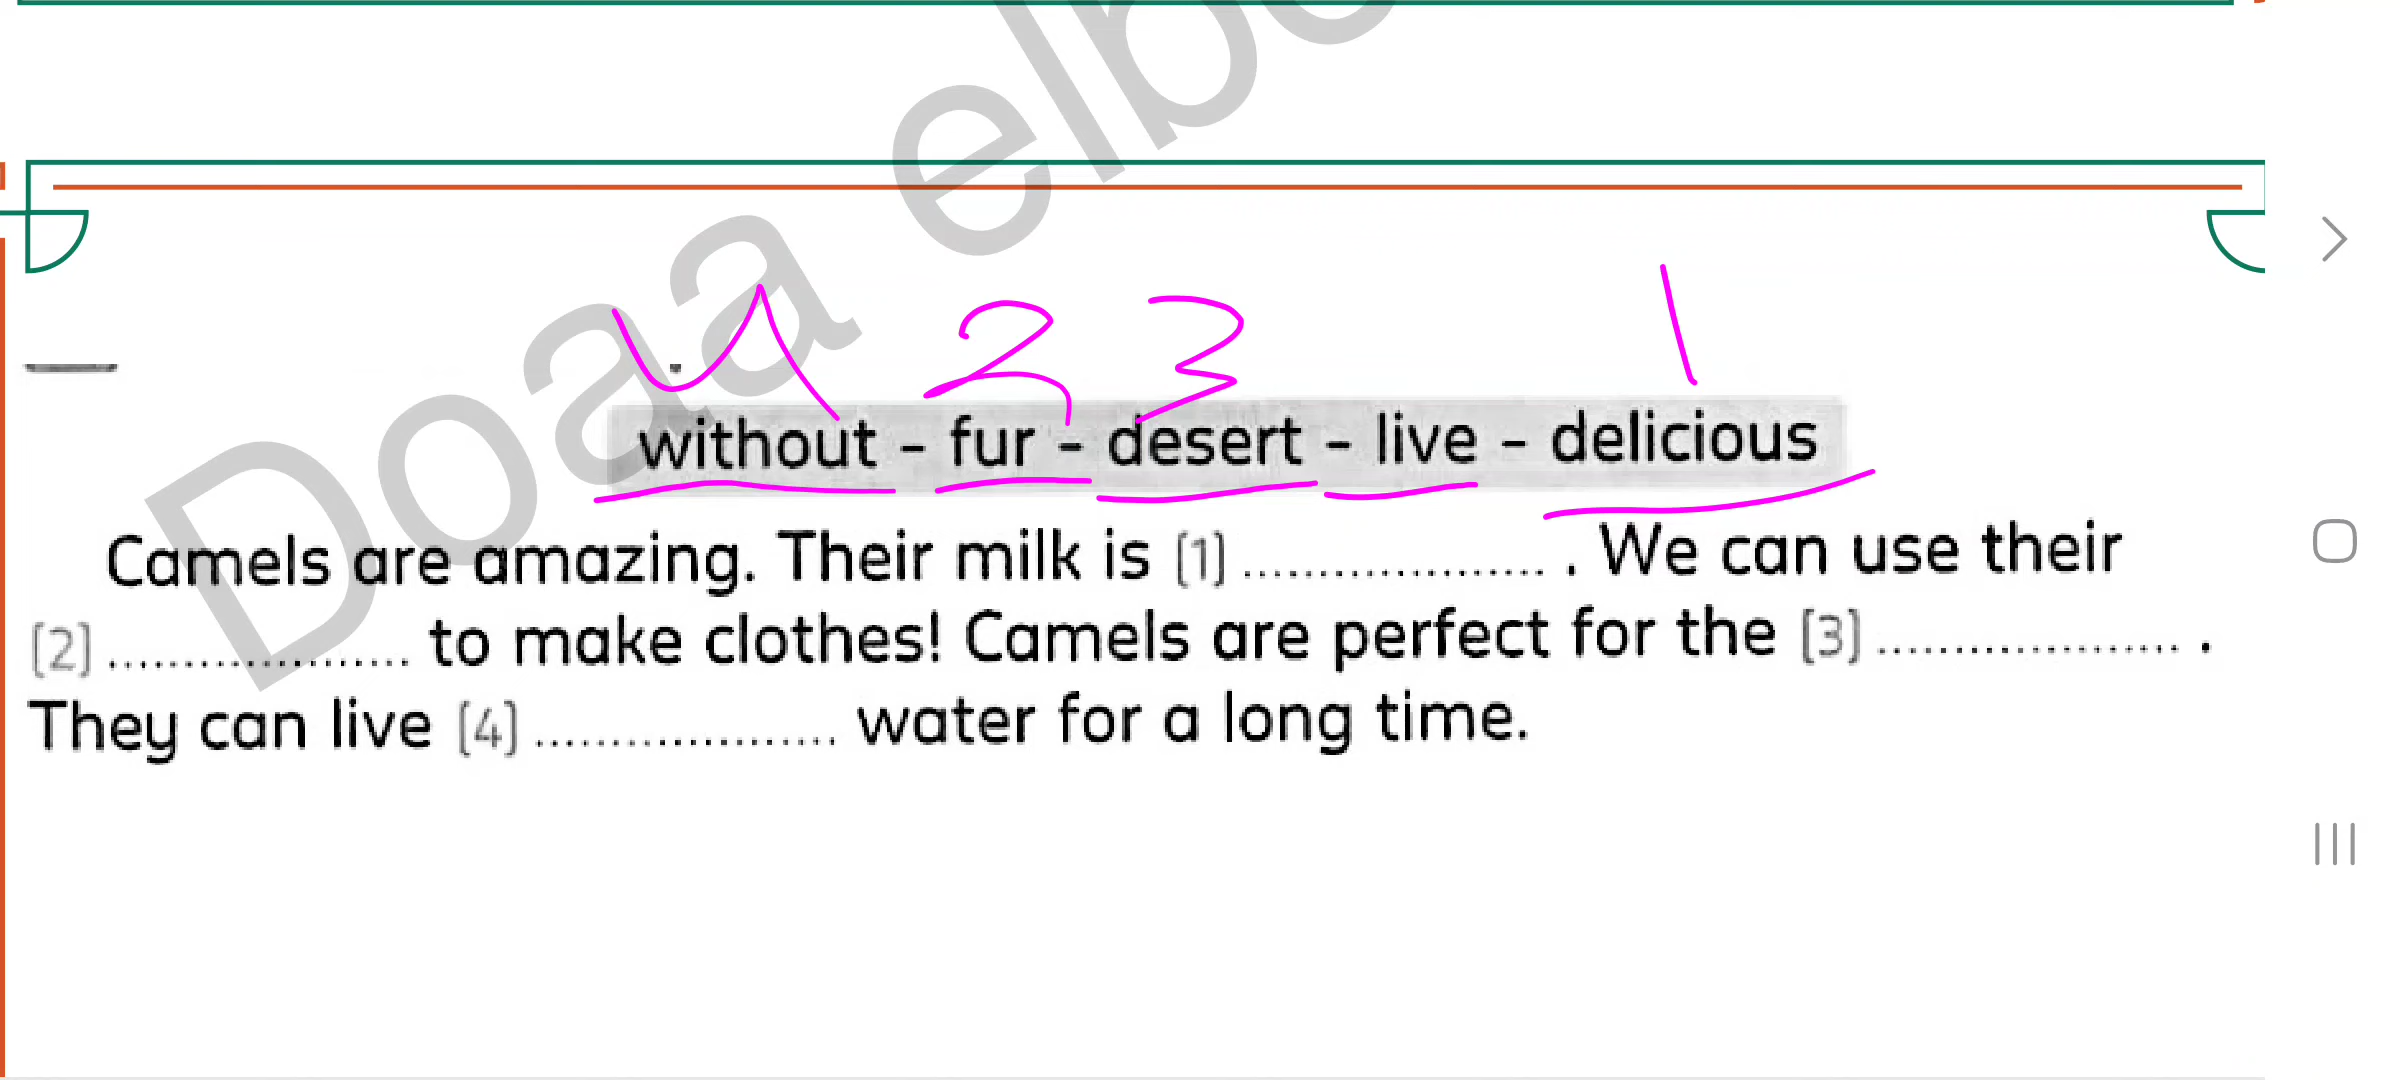 Doaa elb
4 2 3 1
without - fur - desert - live - delicious
Camels are amazing. Their milk is (1) .................... . We can use their
(2) .................... to make clothes! Camels are perfect for the (3) .................... .
They can live (4) .................... water for a long time.